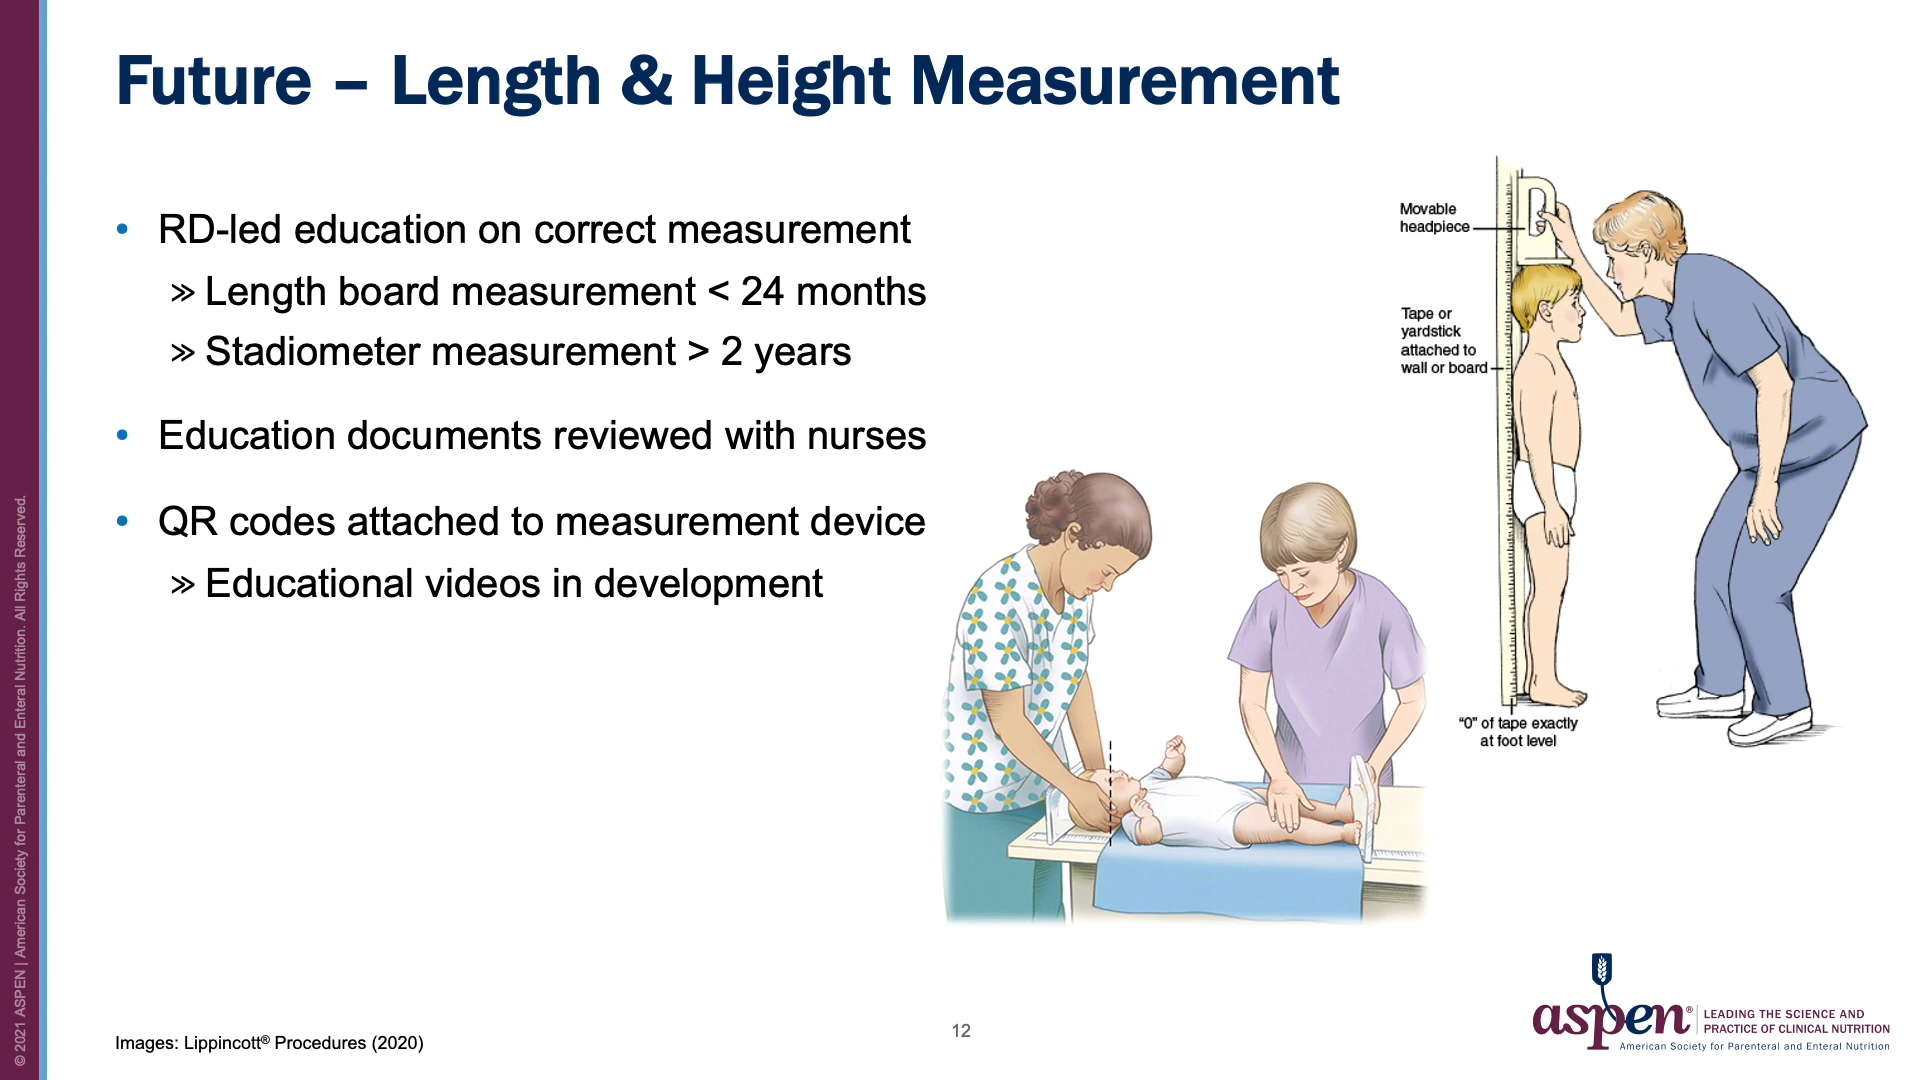 Future – Length & Height Measurement
• RD-led education on correct measurement
» Length board measurement < 24 months
» Stadiometer measurement > 2 years
• Education documents reviewed with nurses
• QR codes attached to measurement device
» Educational videos in development
Movable
headpiece
Tape or
yardstick
attached to
wall or board
“0” of tape exactly
at foot level
Images: Lippincott® Procedures (2020)
12
aspen®
LEADING THE SCIENCE AND
PRACTICE OF CLINICAL NUTRITION
American Society for Parenteral and Enteral Nutrition
© 2021 ASPEN | American Society for Parenteral and Enteral Nutrition. All Rights Reserved.